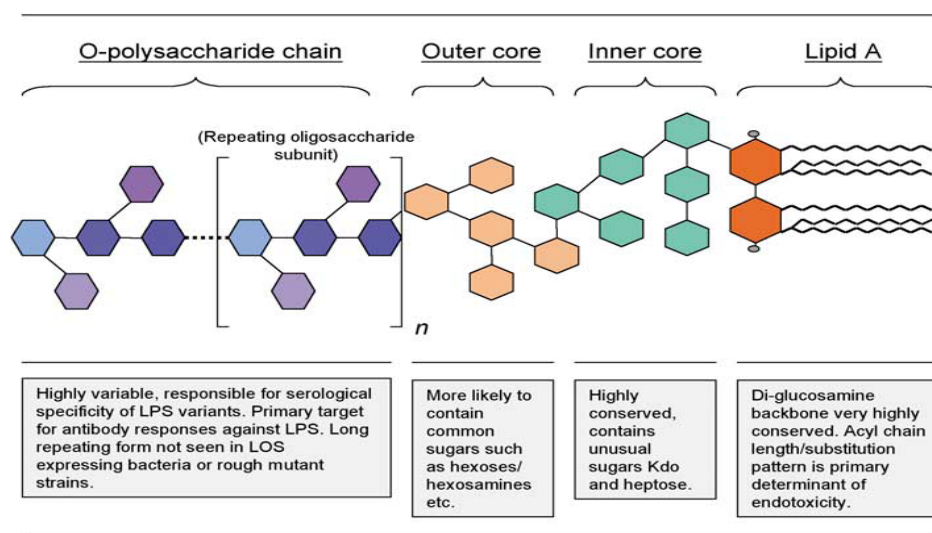 O-polysaccharide chain
Outer core
Inner core
Lipid A
(Repeating oligosaccharide
subunit)
n
Highly variable, responsible for serological
specificity of LPS variants. Primary target
for antibody responses against LPS. Long
repeating form not seen in LOS
expressing bacteria or rough mutant
strains.
More likely to
contain
common
sugars such
as hexoses/
hexosamines
etc.
Highly
conserved,
contains
unusual
sugars Kdo
and heptose.
Di-glucosamine
backbone very highly
conserved. Acyl chain
length/substitution
pattern is primary
determinant of
endotoxicity.